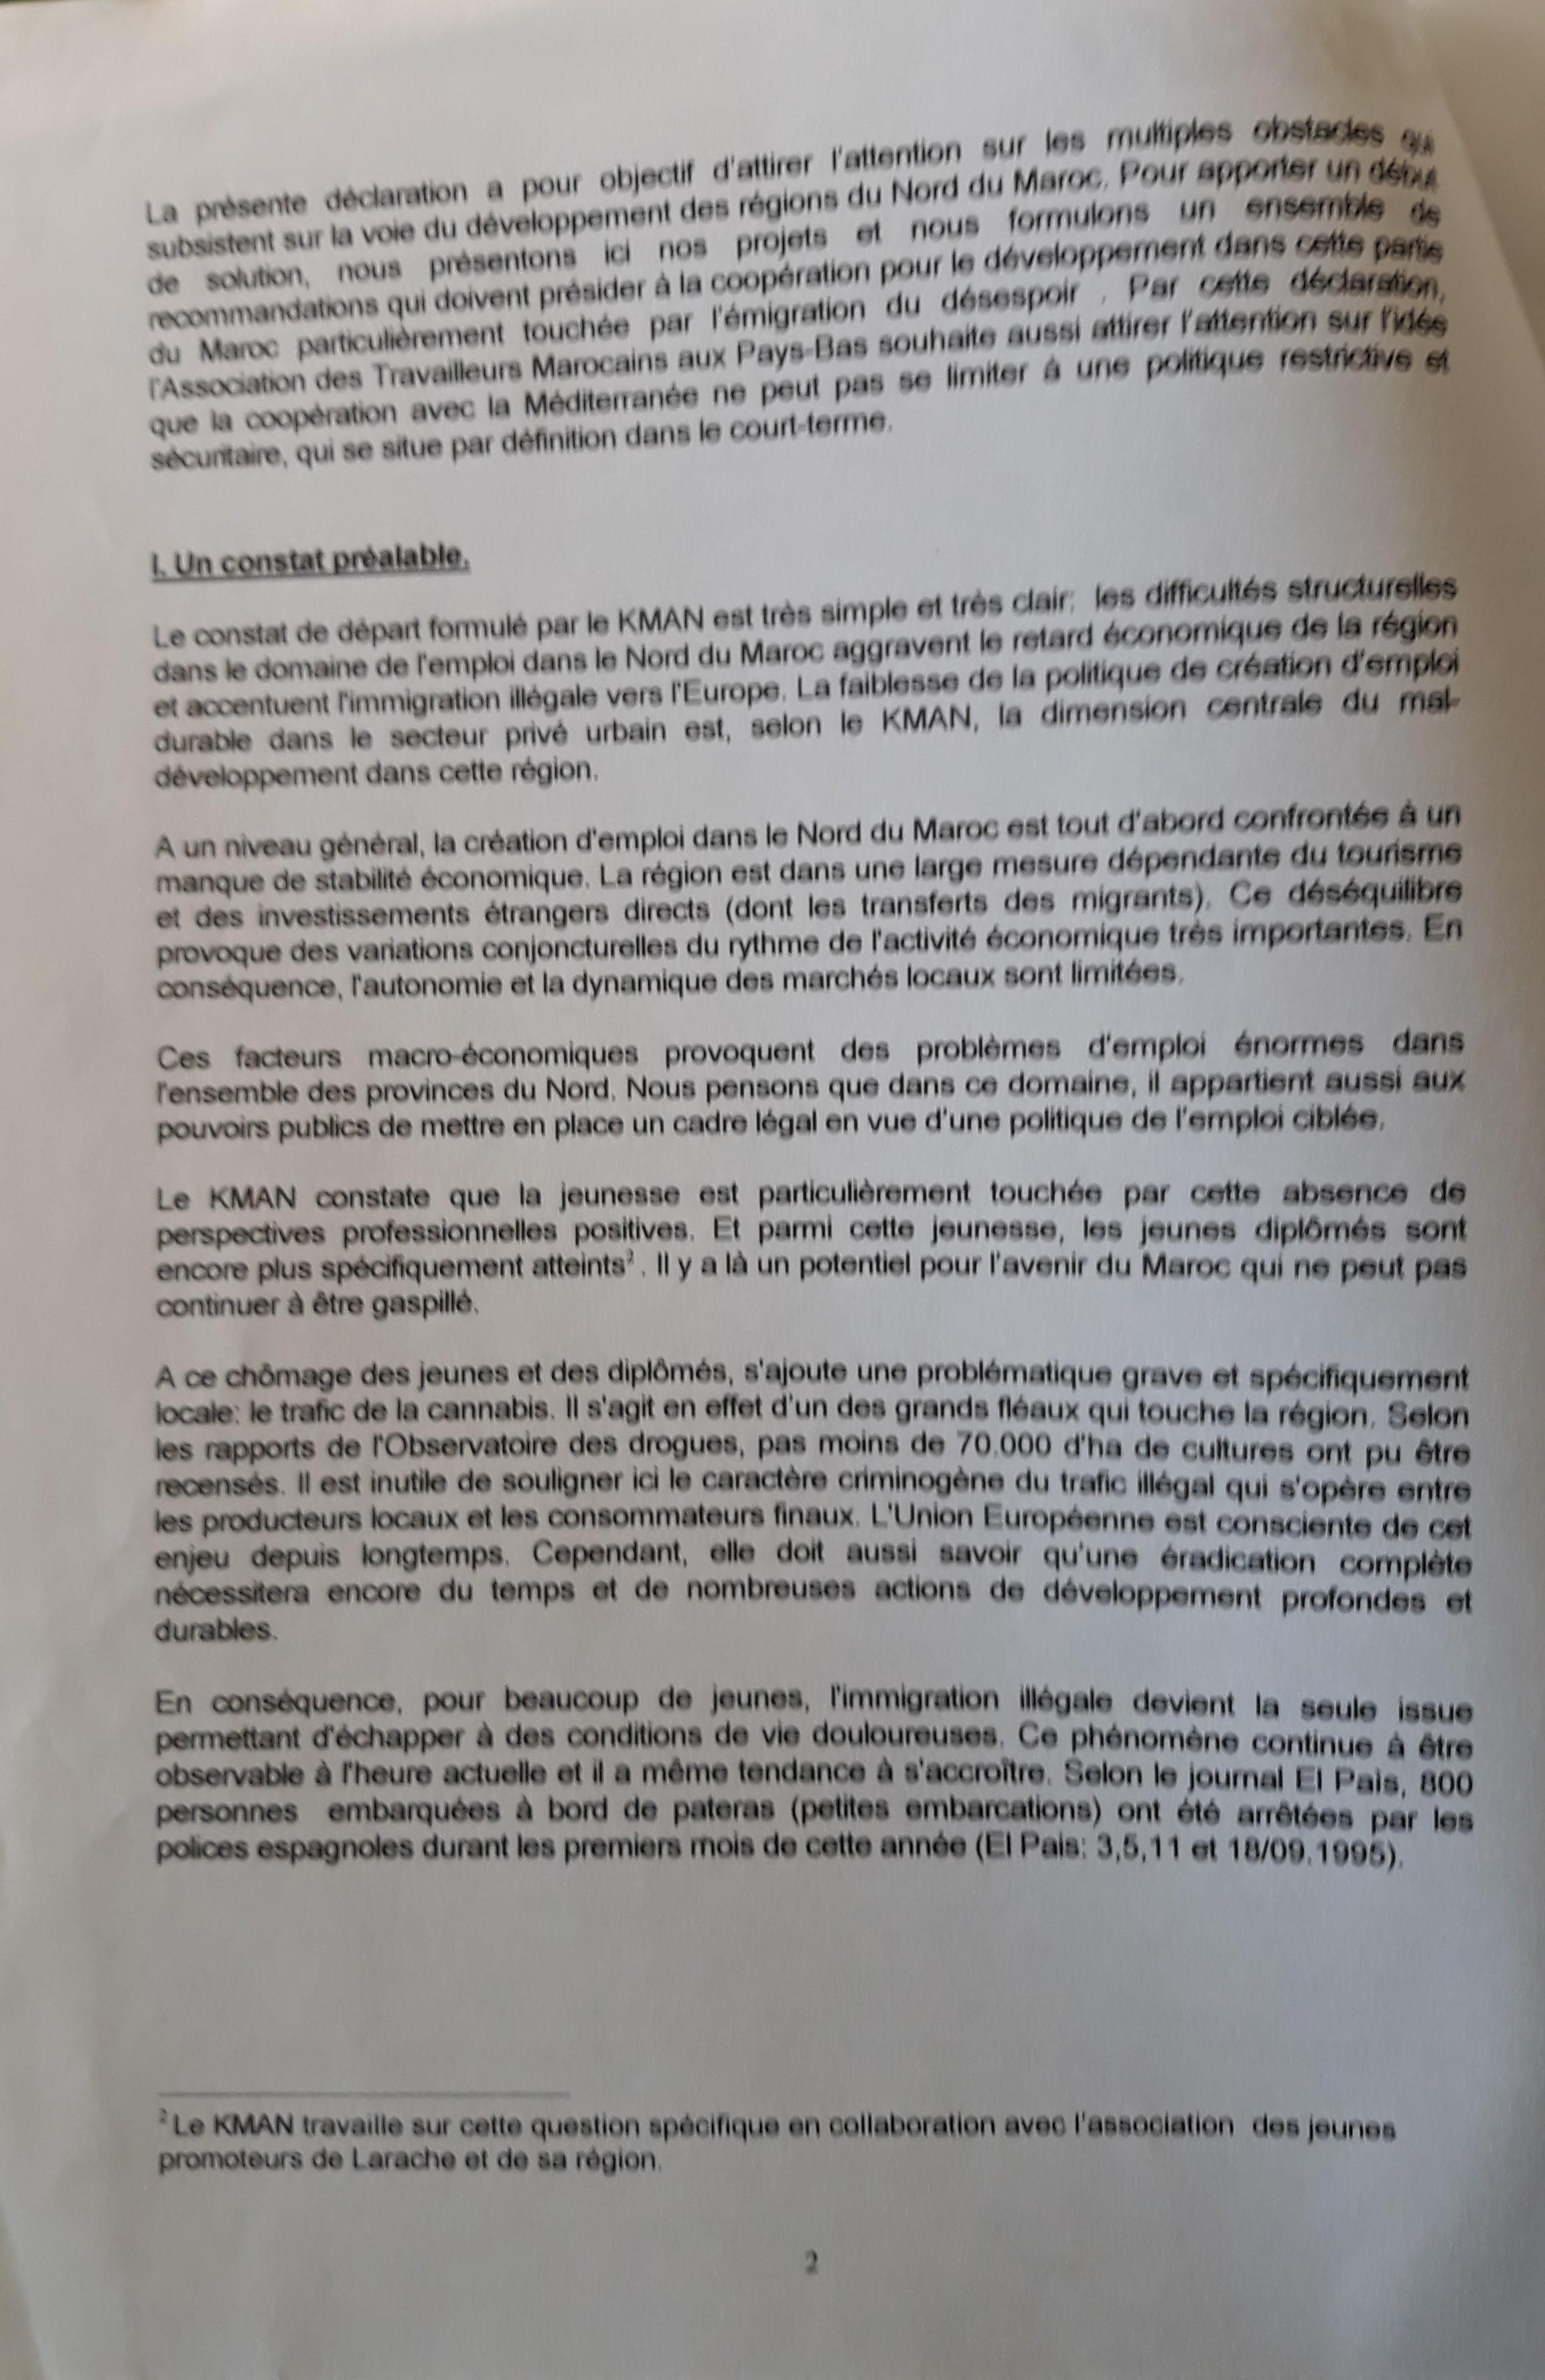 La présente déclaration a pour objectif d'attirer l'attention sur les multiples obstacles qui
subsistent sur la voie du développement des régions du Nord du Maroc. Pour apporter un début
de solution, nous présentons ici nos projets et nous formulons un ensemble de
recommandations qui doivent présider à la coopération pour le développement dans cette partie
du Maroc particulièrement touchée par l'émigration du désespoir . Par cette déclaration,
l'Association des Travailleurs Marocains aux Pays-Bas souhaite aussi attirer l'attention sur l'idée
que la coopération avec la Méditerranée ne peut pas se limiter à une politique restrictive et
sécuritaire, qui se situe par définition dans le court-terme.
I. Un constat préalable.
Le constat de départ formulé par le KMAN est très simple et très clair: les difficultés structurelles
dans le domaine de l'emploi dans le Nord du Maroc aggravent le retard économique de la région
et accentuent l'immigration illégale vers l'Europe. La faiblesse de la politique de création d'emploi
durable dans le secteur privé urbain est, selon le KMAN, la dimension centrale du mal-
développement dans cette région.
A un niveau général, la création d'emploi dans le Nord du Maroc est tout d'abord confrontée à un
manque de stabilité économique. La région est dans une large mesure dépendante du tourisme
et des investissements étrangers directs (dont les transferts des migrants). Ce déséquilibre
provoque des variations conjoncturelles du rythme de l'activité économique très importantes. En
conséquence, l'autonomie et la dynamique des marchés locaux sont limitées.
Ces facteurs macro-économiques provoquent des problèmes d'emploi énormes dans
l'ensemble des provinces du Nord. Nous pensons que dans ce domaine, il appartient aussi aux
pouvoirs publics de mettre en place un cadre légal en vue d'une politique de l'emploi ciblée.
Le KMAN constate que la jeunesse est particulièrement touchée par cette absence de
perspectives professionnelles positives. Et parmi cette jeunesse, les jeunes diplômés sont
encore plus spécifiquement atteints². Il y a là un potentiel pour l'avenir du Maroc qui ne peut pas
continuer à être gaspillé.
A ce chômage des jeunes et des diplômés, s'ajoute une problématique grave et spécifiquement
locale: le trafic de la cannabis. Il s'agit en effet d'un des grands fléaux qui touche la région. Selon
les rapports de l'Observatoire des drogues, pas moins de 70.000 d'ha de cultures ont pu être
recensés. Il est inutile de souligner ici le caractère criminogène du trafic illégal qui s'opère entre
les producteurs locaux et les consommateurs finaux. L'Union Européenne est consciente de cet
enjeu depuis longtemps. Cependant, elle doit aussi savoir qu'une éradication complète
nécessitera encore du temps et de nombreuses actions de développement profondes et
durables.
En conséquence, pour beaucoup de jeunes, l'immigration illégale devient la seule issue
permettant d'échapper à des conditions de vie douloureuses. Ce phénomène continue à être
observable à l'heure actuelle et il a même tendance à s'accroître. Selon le journal El Païs, 800
personnes embarquées à bord de pateras (petites embarcations) ont été arrêtées par les
polices espagnoles durant les premiers mois de cette année (El Pais: 3,5,11 et 18/09.1995).
² Le KMAN travaille sur cette question spécifique en collaboration avec l'association des jeunes
promoteurs de Larache et de sa région.
2